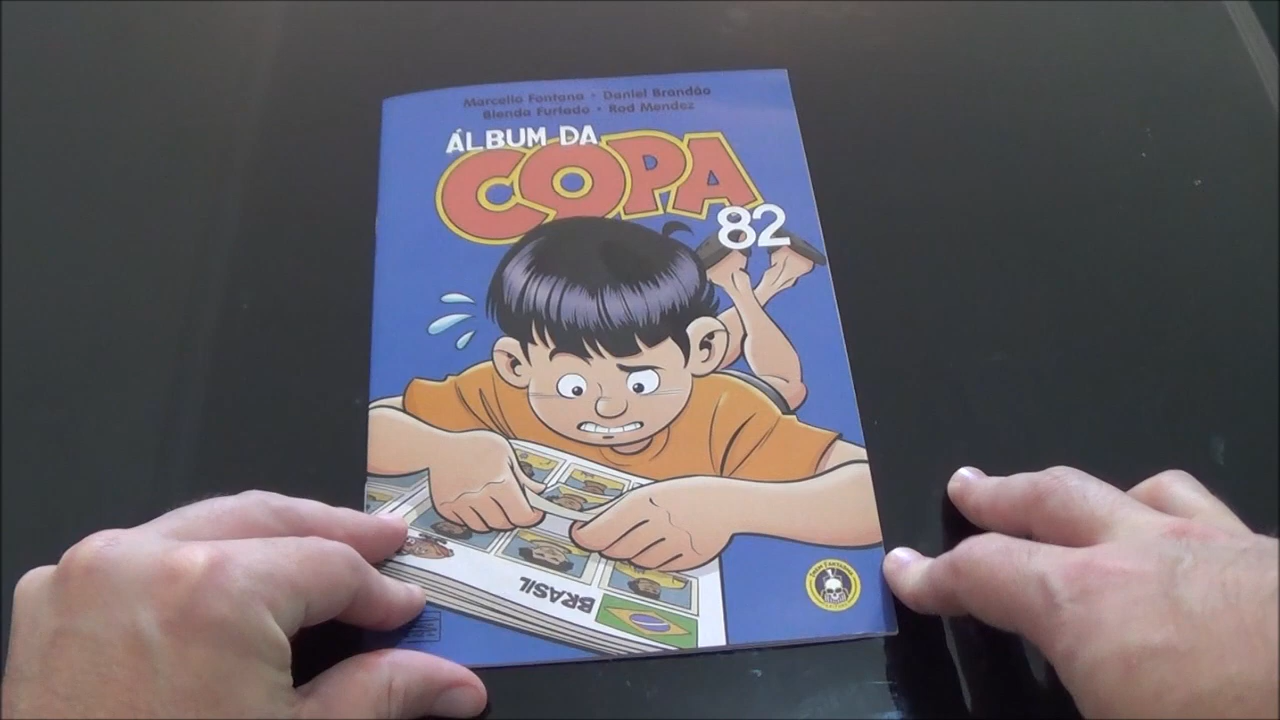 Marcello Fontana • Daniel Brandão
Blenda Furtado • Rod Mendez
ÁLBUM DA
COPA
82
BRASIL